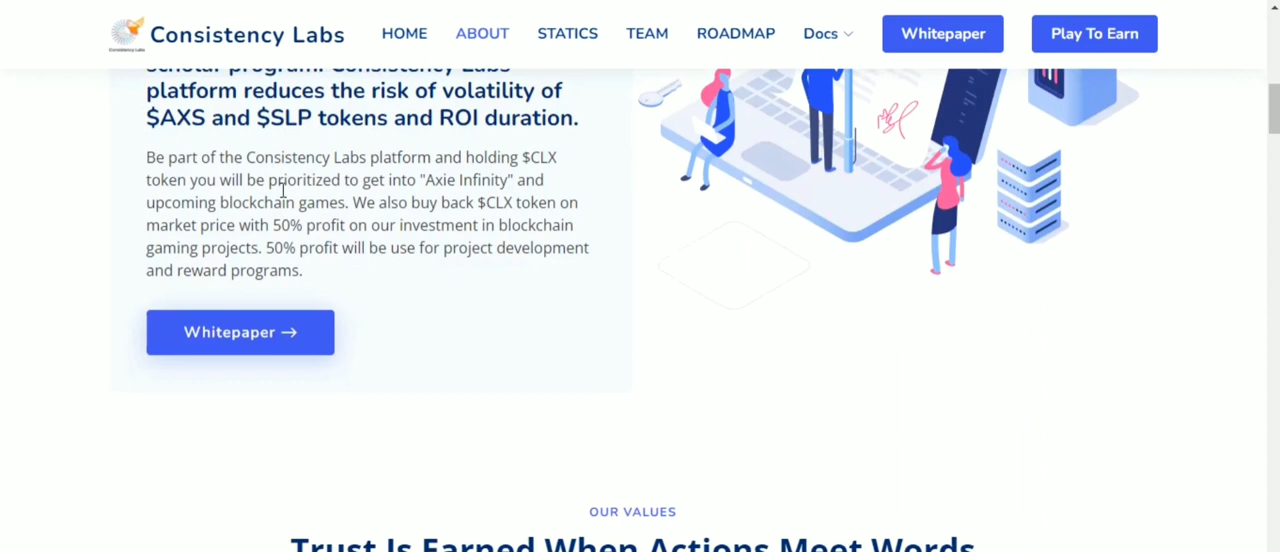 Consistency Labs
HOME
ABOUT
STATICS
TEAM
ROADMAP
Docs
Whitepaper
Play To Earn
scholar program. Consistency Labs
platform reduces the risk of volatility of
$AXS and $SLP tokens and ROI duration.
Be part of the Consistency Labs platform and holding $CLX
token you will be prioritized to get into "Axie Infinity" and
upcoming blockchain games. We also buy back $CLX token on
market price with 50% profit on our investment in blockchain
gaming projects. 50% profit will be use for project development
and reward programs.
Whitepaper →
OUR VALUES
Trust Is Earned When Actions Meet Words